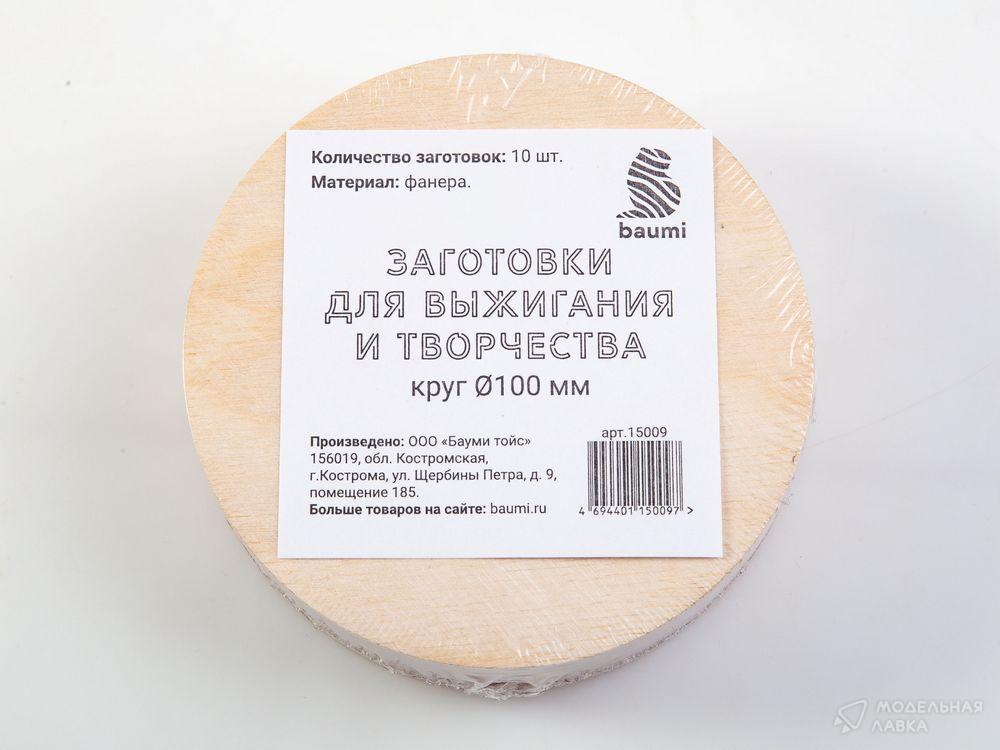 Количество заготовок: 10 шт.
Материал: фанера.
baumi
ЗАГОТОВКИ
ДЛЯ ВЫЖИГАНИЯ
И ТВОРЧЕСТВА
круг Ø100 мм
Произведено: ООО «Бауми тойс»
156019, обл. Костромская,
г.Кострома, ул. Щербины Петра, д. 9,
помещение 185.
Больше товаров на сайте: baumi.ru
арт.15009
4 694401 150097 >
МОДЕЛЬНАЯ
ЛАВКА